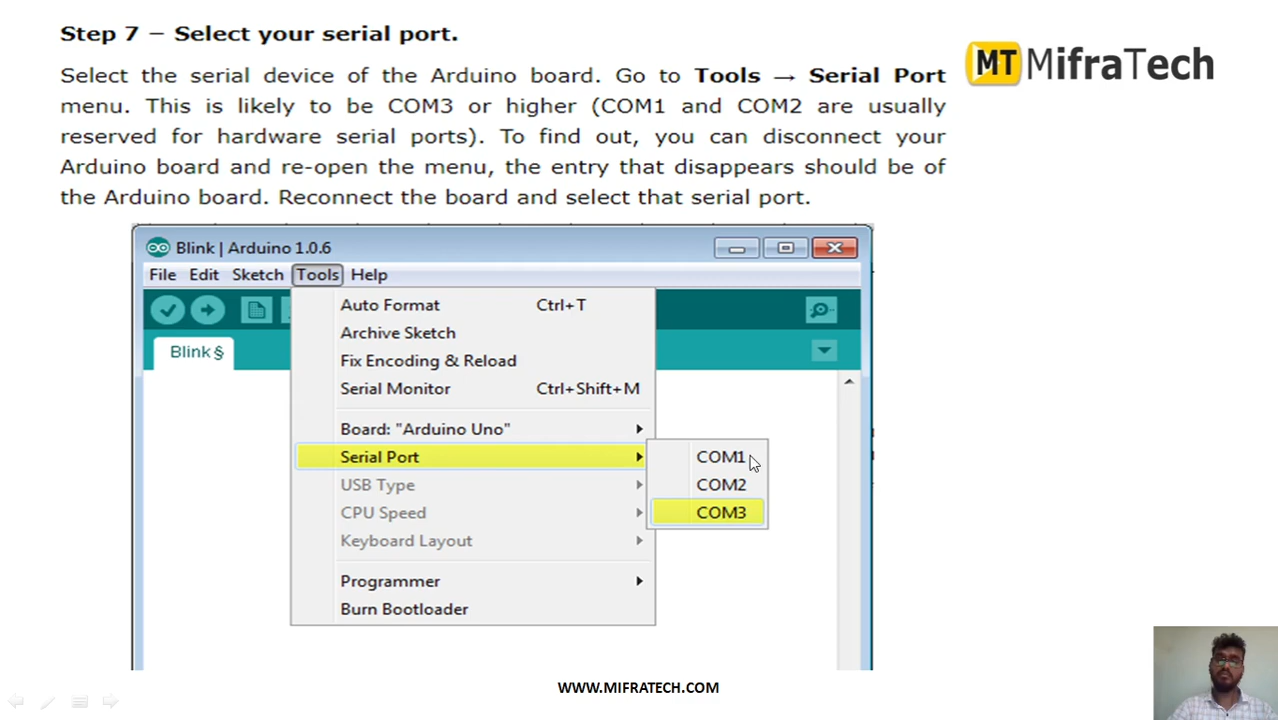 Step 7 – Select your serial port.
MT MifraTech
Select the serial device of the Arduino board. Go to Tools → Serial Port
menu. This is likely to be COM3 or higher (COM1 and COM2 are usually
reserved for hardware serial ports). To find out, you can disconnect your
Arduino board and re-open the menu, the entry that disappears should be of
the Arduino board. Reconnect the board and select that serial port.
Blink | Arduino 1.0.6
File Edit Sketch Tools Help
Auto Format Ctrl+T
Archive Sketch
Blink §
Fix Encoding & Reload
Serial Monitor Ctrl+Shift+M
Board: "Arduino Uno"
Serial Port
COM1
USB Type
COM2
CPU Speed
COM3
Keyboard Layout
Programmer
Burn Bootloader
WWW.MIFRATECH.COM